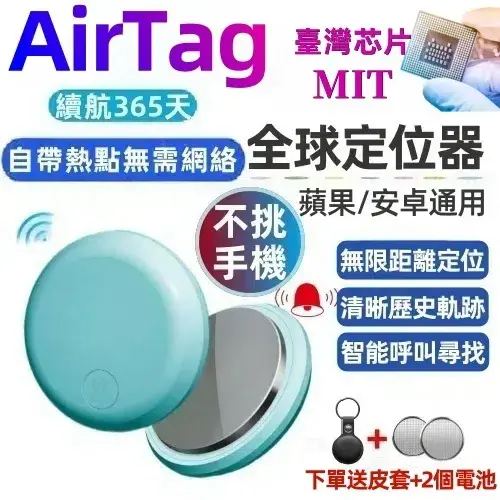 AirTag
臺灣芯片
MIT
續航365天
自帶熱點無需網絡
全球定位器
蘋果/安卓通用
不挑
手機
無限距離定位
清晰歷史軌跡
智能呼叫尋找
+
下單送皮套+2個電池